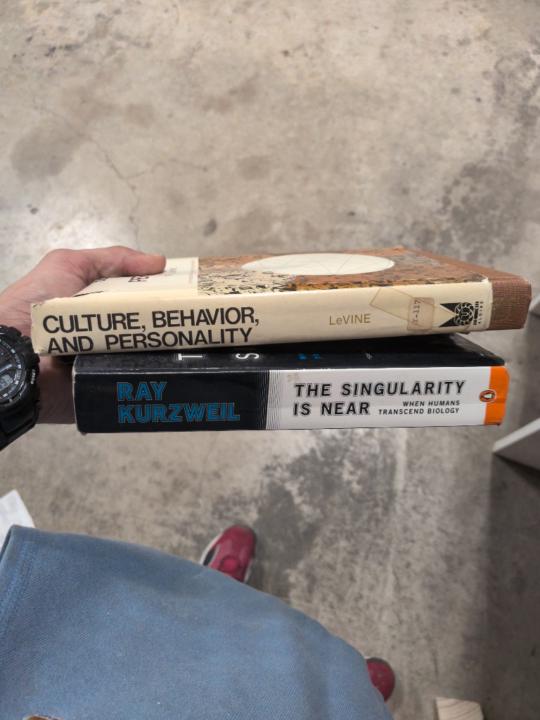 CULTURE, BEHAVIOR,
AND PERSONALITY
LeVINE
RAY
KURZWEIL
THE SINGULARITY
IS NEAR
WHEN HUMANS
TRANSCEND BIOLOGY